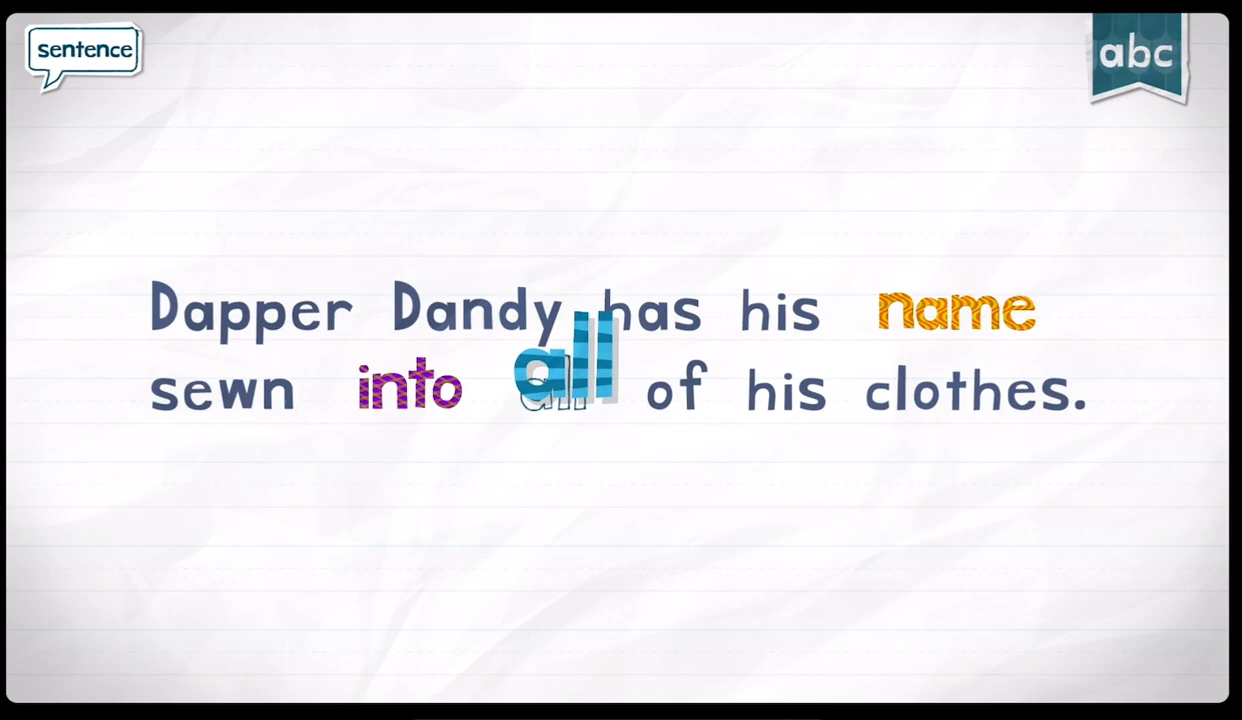 sentence
abc
Dapper Dandy has his name
sewn into all of his clothes.